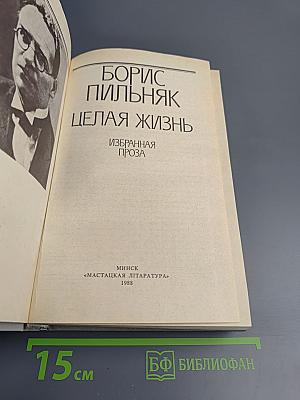 БОРИС
ПИЛЬНЯК
ЦЕЛАЯ ЖИЗНЬ
ИЗБРАННАЯ
ПРОЗА
МИНСК
«МАСТАЦКАЯ ЛІТАРАТУРА»
1988
15 см
БФ БИБЛИОФАН